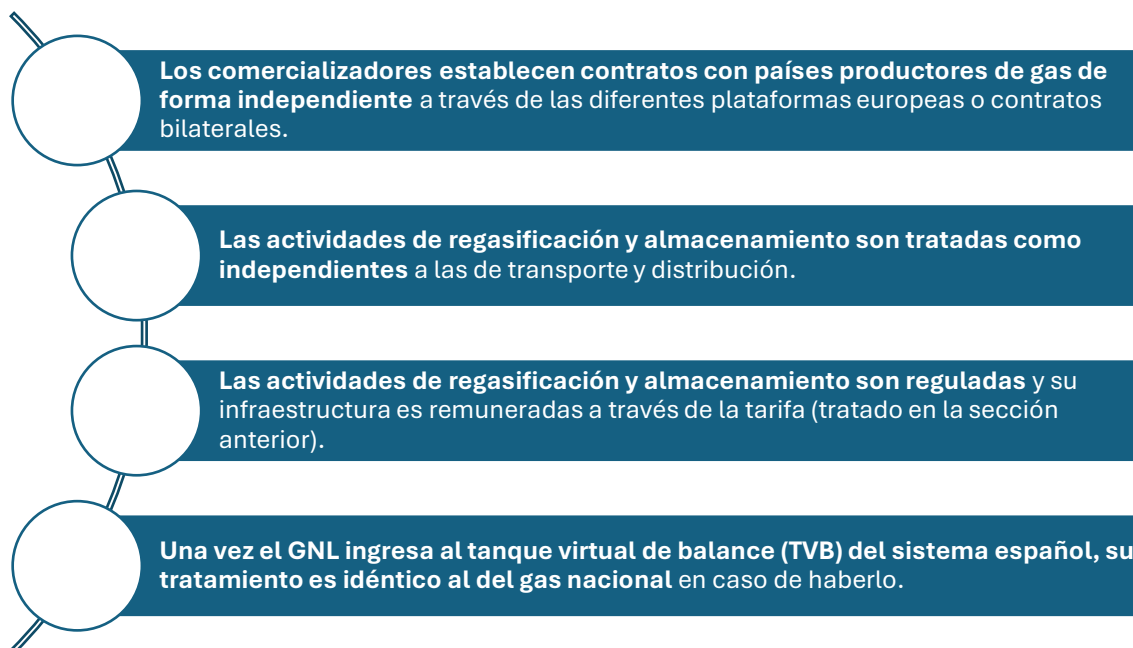 Los comercializadores establecen contratos con países productores de gas de
forma independiente a través de las diferentes plataformas europeas o contratos
bilaterales.
Las actividades de regasificación y almacenamiento son tratadas como
independientes a las de transporte y distribución.
Las actividades de regasificación y almacenamiento son reguladas y su
infraestructura es remuneradas a través de la tarifa (tratado en la sección
anterior).
Una vez el GNL ingresa al tanque virtual de balance (TVB) del sistema español, su
tratamiento es idéntico al del gas nacional en caso de haberlo.